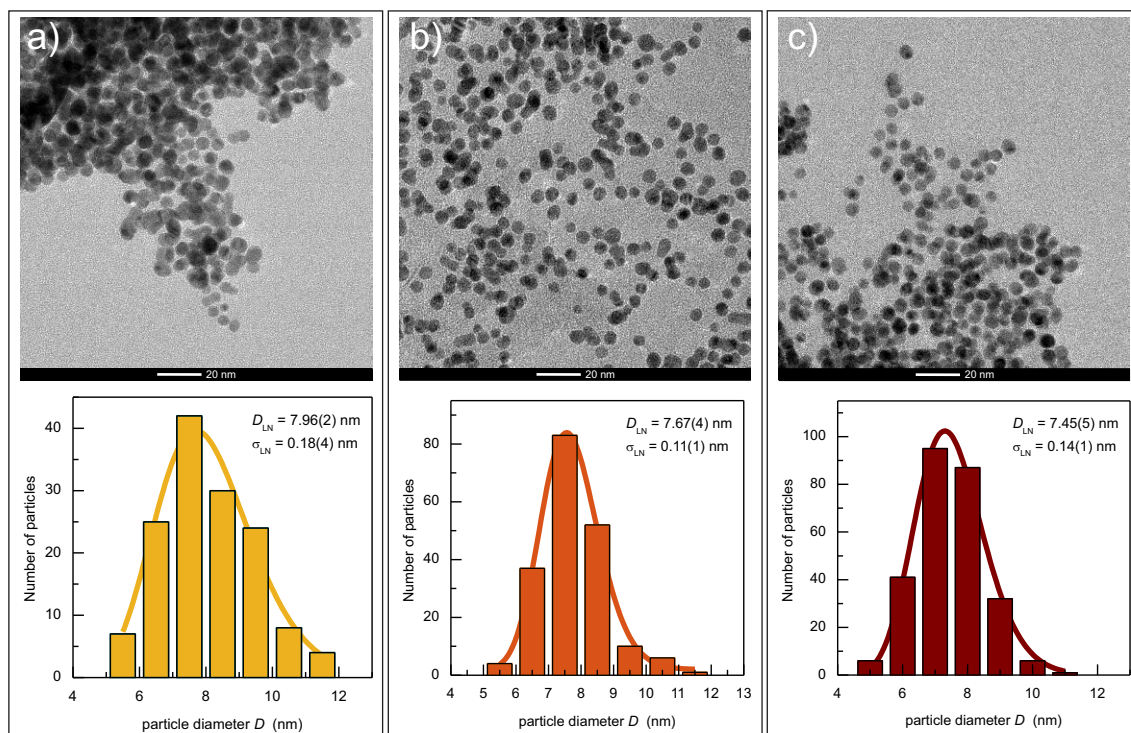 a)
20 nm
D_LN = 7.96(2) nm
σ_LN = 0.18(4) nm
Number of particles
40
30
20
10
0
4 6 8 10 12
particle diameter D (nm)
b)
20 nm
D_LN = 7.67(4) nm
σ_LN = 0.11(1) nm
Number of particles
80
60
40
20
0
4 5 6 7 8 9 10 11 12 13
particle diameter D (nm)
c)
20 nm
D_LN = 7.45(5) nm
σ_LN = 0.14(1) nm
Number of particles
100
80
60
40
20
0
4 6 8 10 12
particle diameter D (nm)